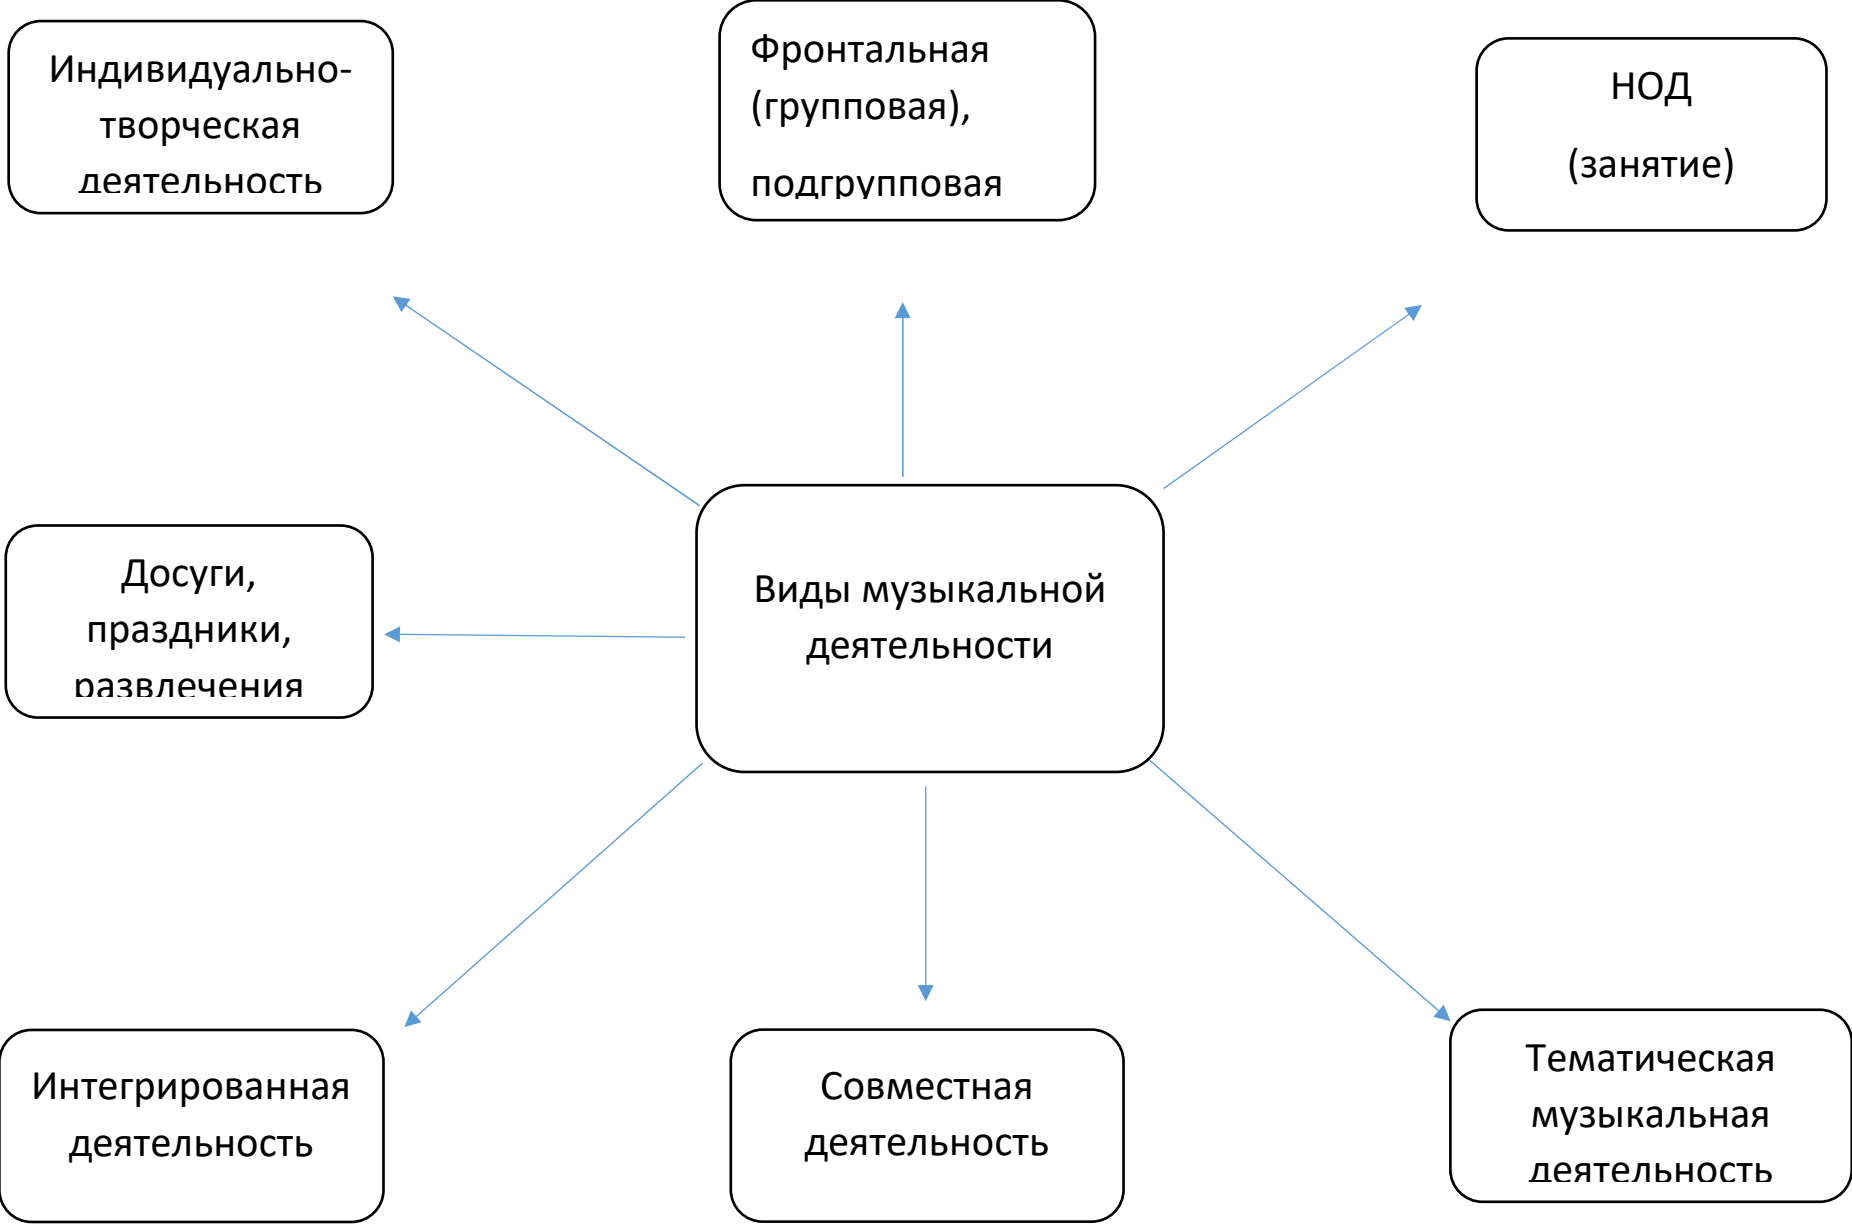 Индивидуально-
творческая
деятельность
Фронтальная
(групповая),
подгрупповая
НОД
(занятие)
Досуги,
праздники,
развлечения
Виды музыкальной
деятельности
Интегрированная
деятельность
Совместная
деятельность
Тематическая
музыкальная
деятельность